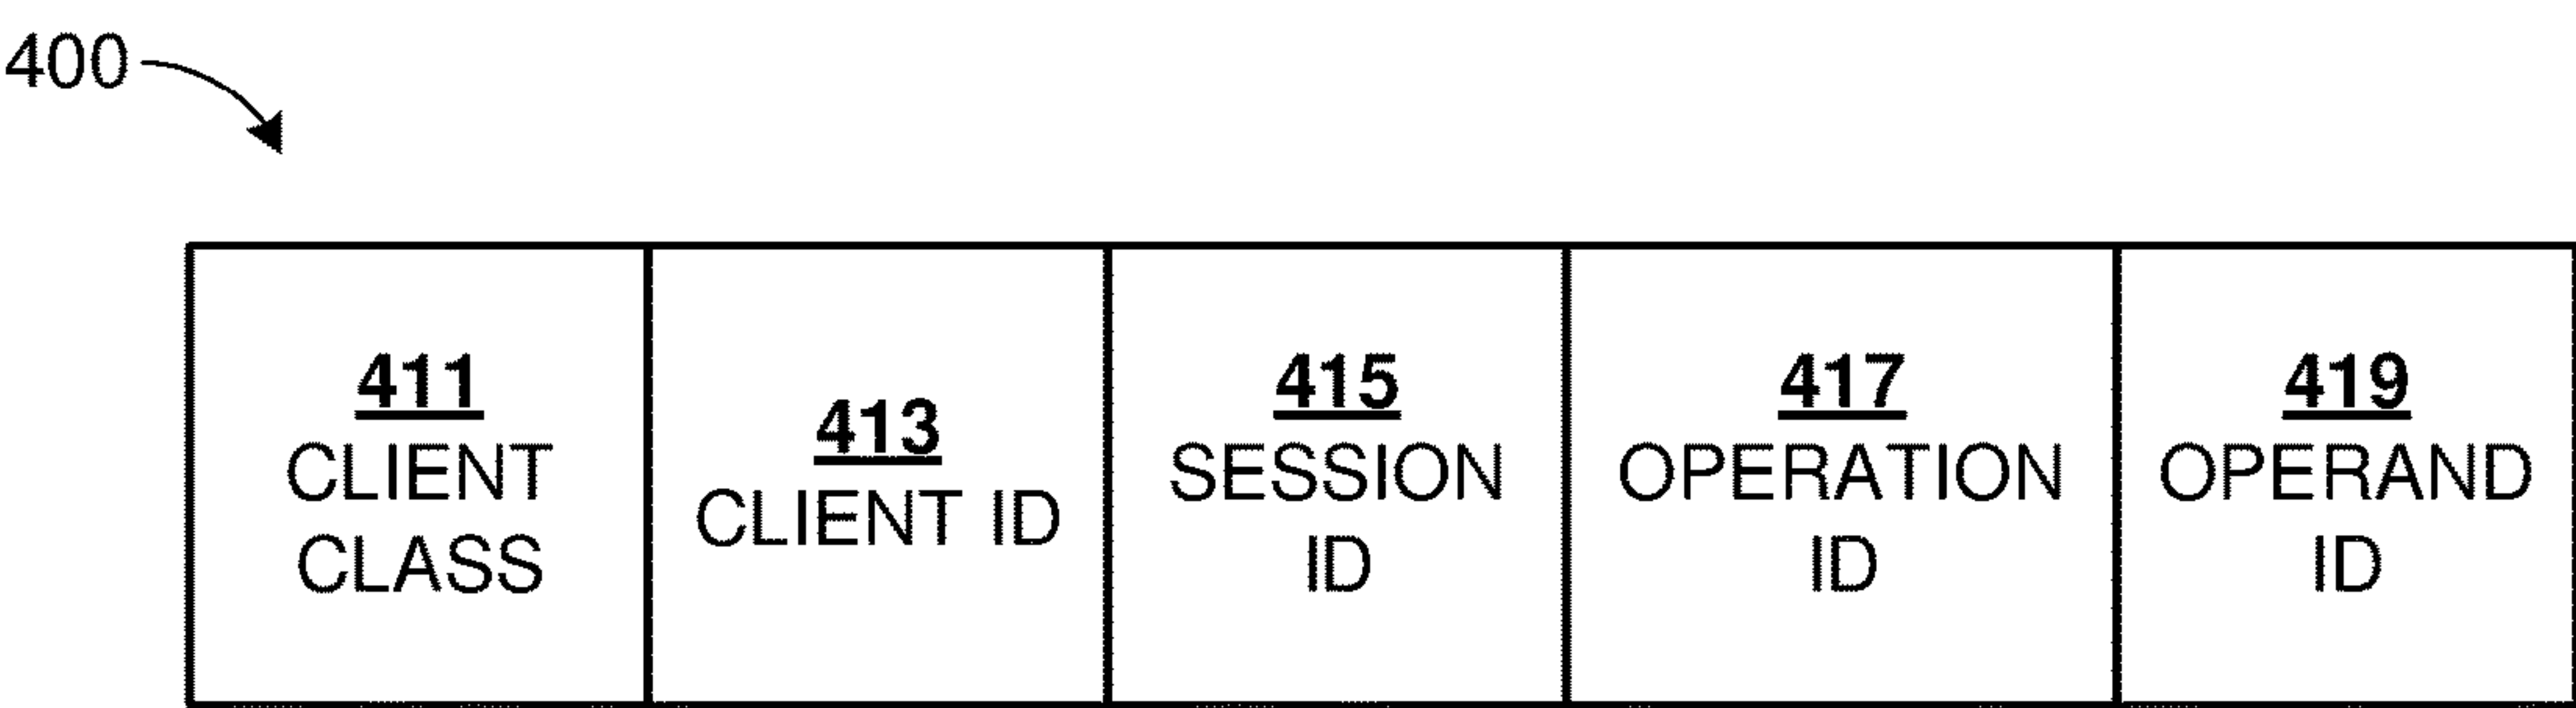 400
411
CLIENT
CLASS
413
CLIENT ID
415
SESSION
ID
417
OPERATION
ID
419
OPERAND
ID